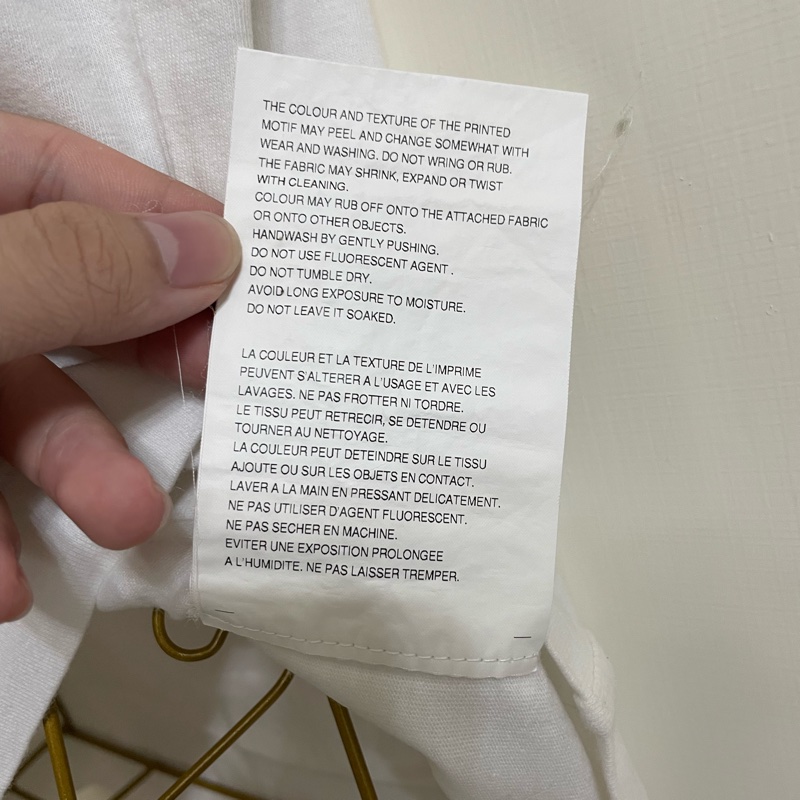 THE COLOUR AND TEXTURE OF THE PRINTED
MOTIF MAY PEEL AND CHANGE SOMEWHAT WITH
WEAR AND WASHING. DO NOT WRING OR RUB.
THE FABRIC MAY SHRINK, EXPAND OR TWIST
WITH CLEANING.
COLOUR MAY RUB OFF ONTO THE ATTACHED FABRIC
OR ONTO OTHER OBJECTS.
HANDWASH BY GENTLY PUSHING.
DO NOT USE FLUORESCENT AGENT .
DO NOT TUMBLE DRY.
AVOID LONG EXPOSURE TO MOISTURE.
DO NOT LEAVE IT SOAKED.
LA COULEUR ET LA TEXTURE DE L'IMPRIME
PEUVENT S'ALTERER A L'USAGE ET AVEC LES
LAVAGES. NE PAS FROTTER NI TORDRE.
LE TISSU PEUT RETRECIR, SE DETENDRE OU
TOURNER AU NETTOYAGE.
LA COULEUR PEUT DETEINDRE SUR LE TISSU
AJOUTE OU SUR LES OBJETS EN CONTACT.
LAVER A LA MAIN EN PRESSANT DELICATEMENT.
NE PAS UTILISER D'AGENT FLUORESCENT.
NE PAS SECHER EN MACHINE.
EVITER UNE EXPOSITION PROLONGEE
A L'HUMIDITE. NE PAS LAISSER TREMPER.